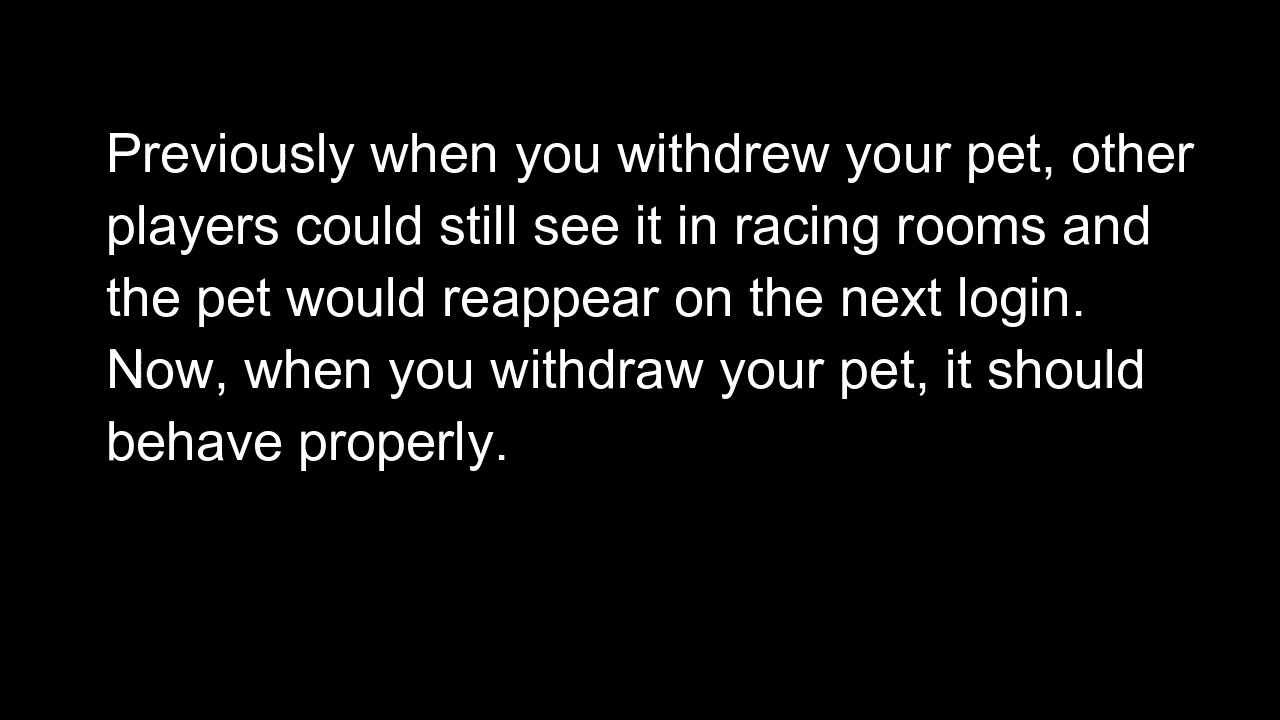 Previously when you withdrew your pet, other
players could still see it in racing rooms and
the pet would reappear on the next login.
Now, when you withdraw your pet, it should
behave properly.